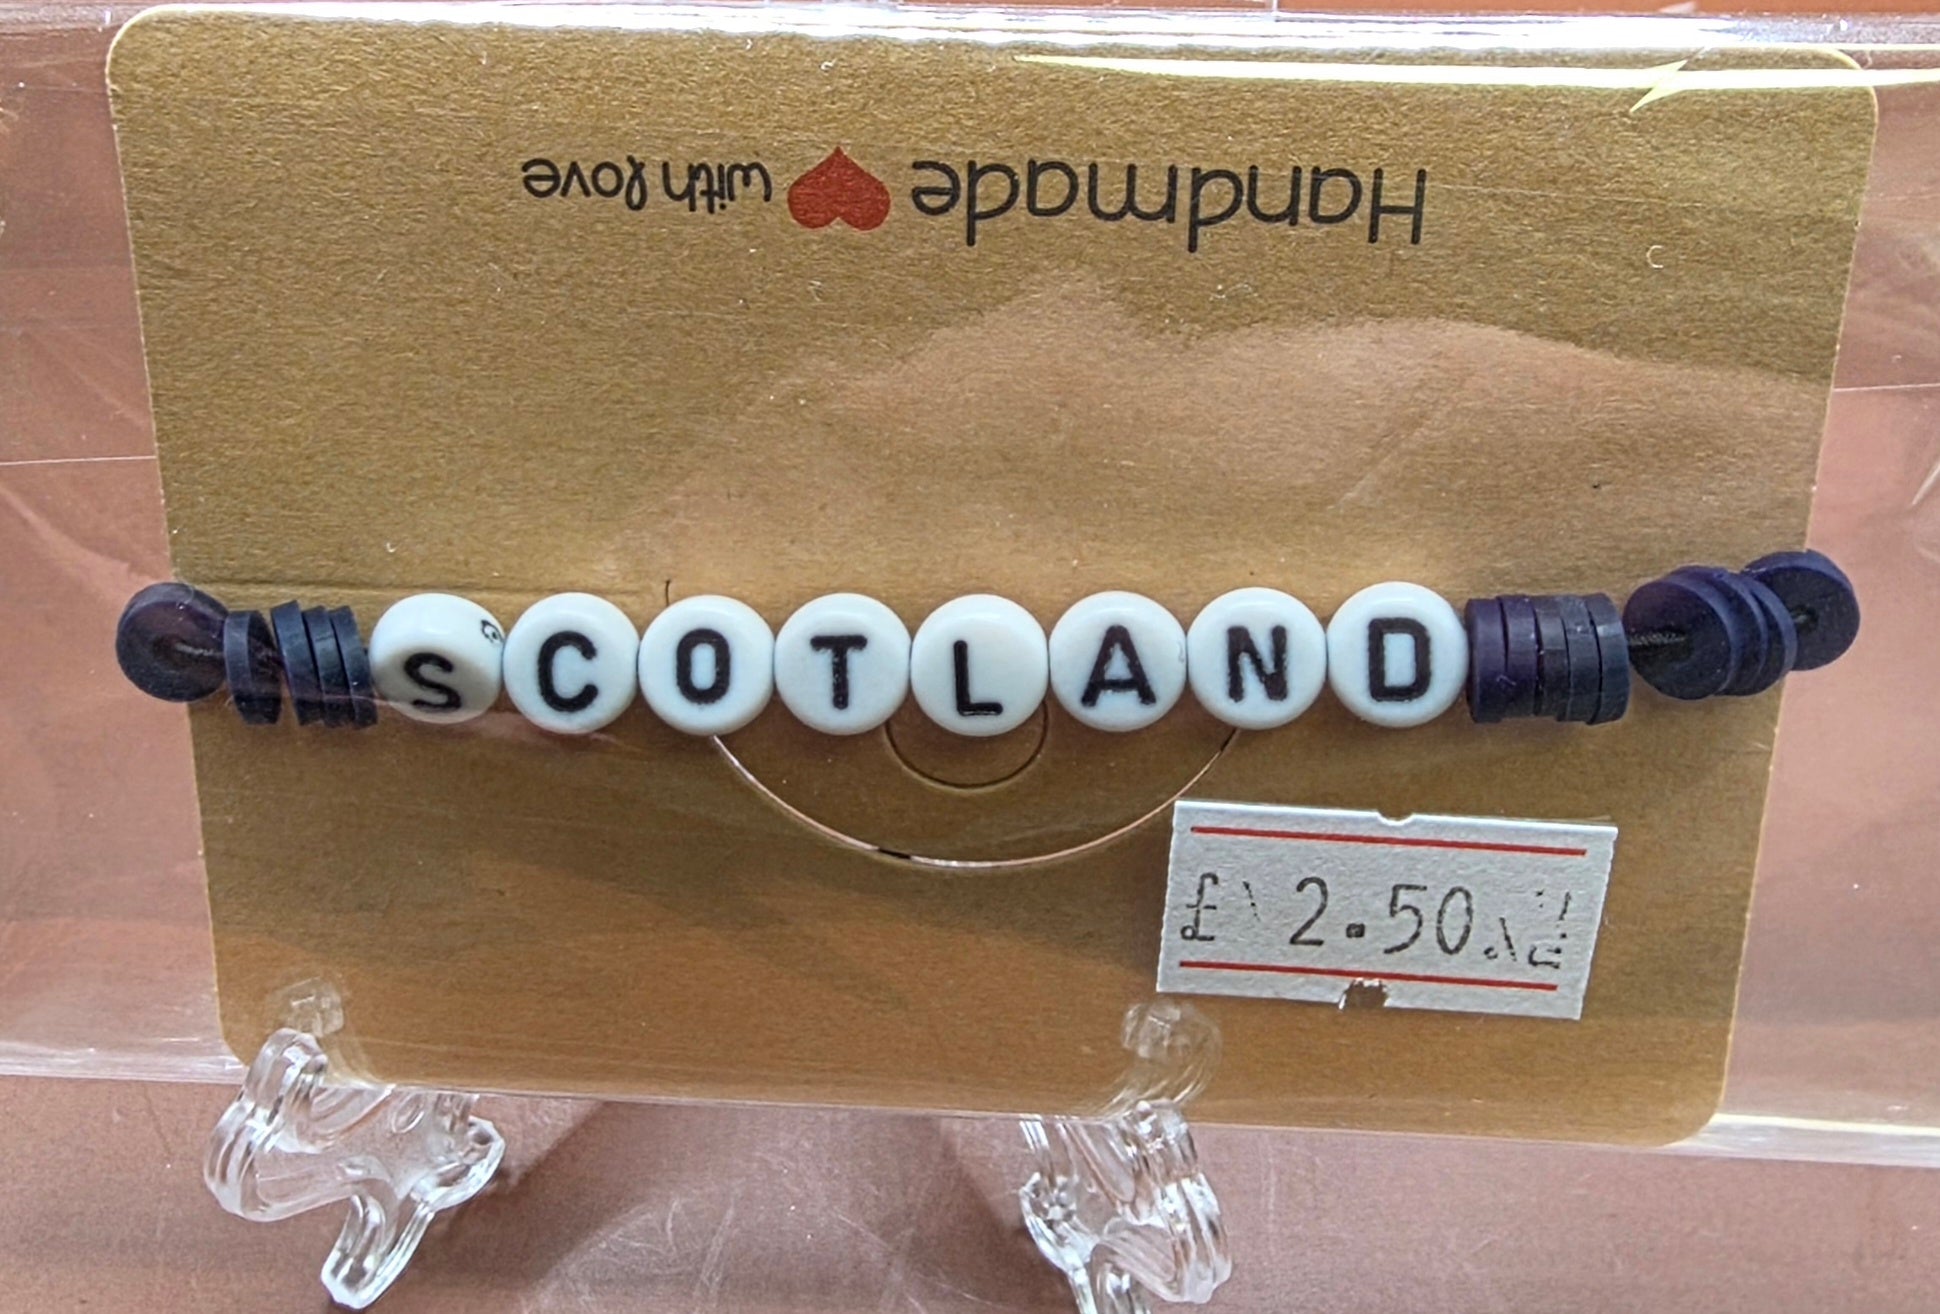 Handmade with love
SCOTLAND
£ 2.50